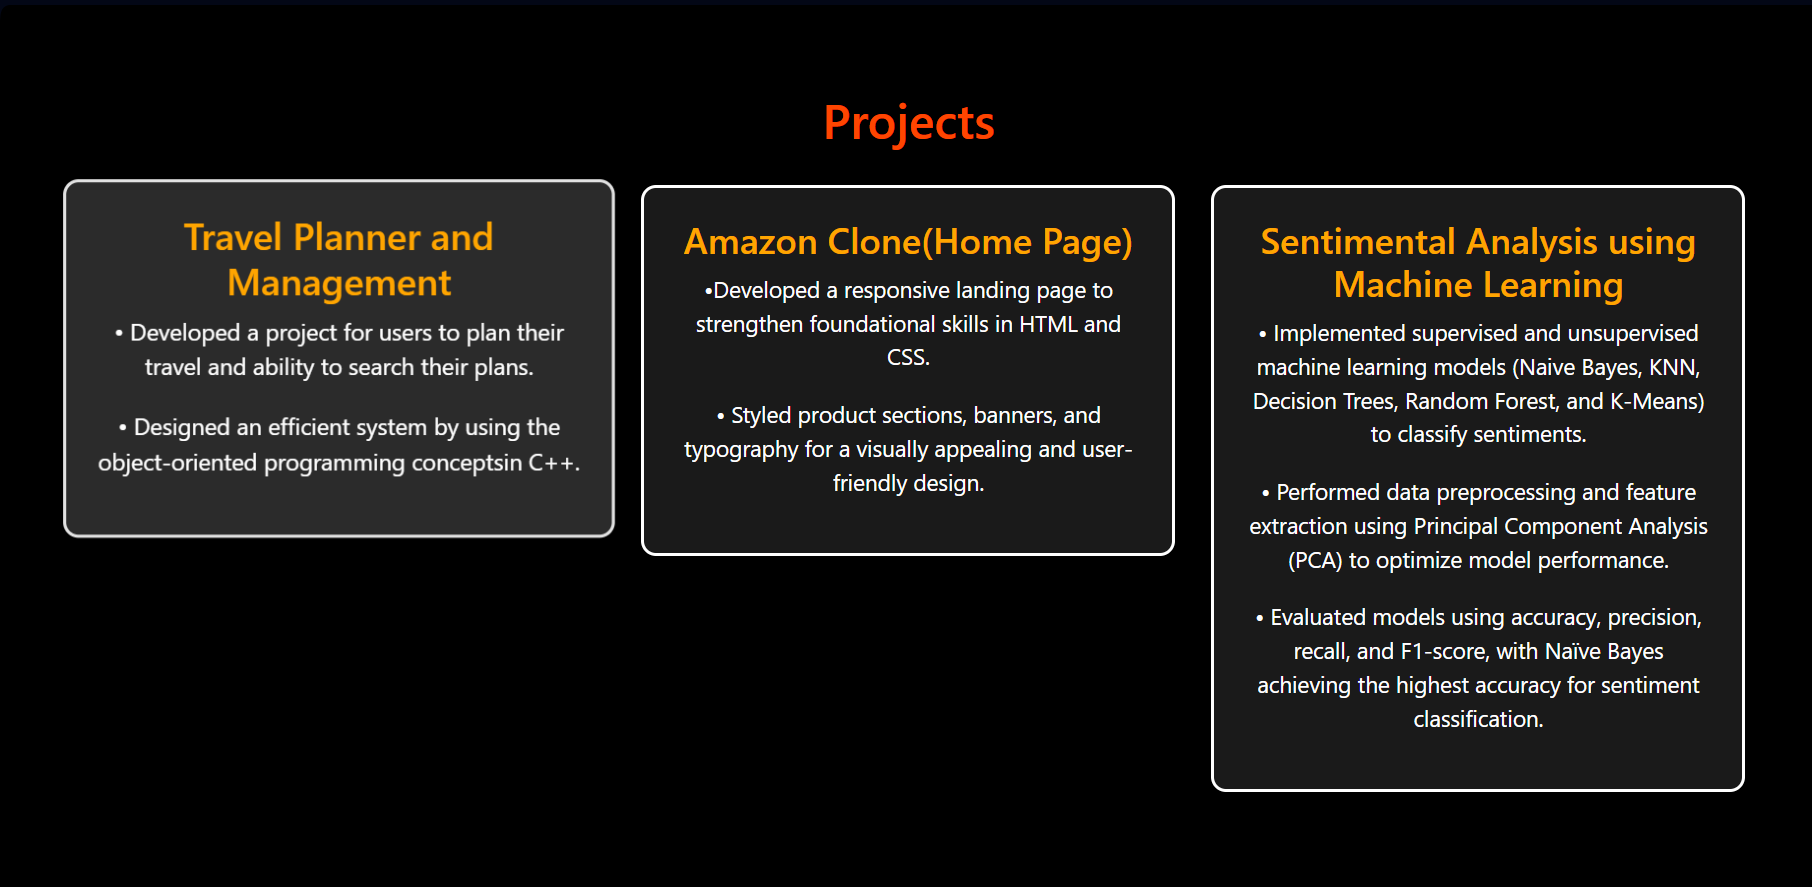 Projects
Travel Planner and
Management
• Developed a project for users to plan their
travel and ability to search their plans.
• Designed an efficient system by using the
object-oriented programming conceptsin C++.
Amazon Clone(Home Page)
•Developed a responsive landing page to
strengthen foundational skills in HTML and
CSS.
• Styled product sections, banners, and
typography for a visually appealing and user-
friendly design.
Sentimental Analysis using
Machine Learning
• Implemented supervised and unsupervised
machine learning models (Naive Bayes, KNN,
Decision Trees, Random Forest, and K-Means)
to classify sentiments.
• Performed data preprocessing and feature
extraction using Principal Component Analysis
(PCA) to optimize model performance.
• Evaluated models using accuracy, precision,
recall, and F1-score, with Naïve Bayes
achieving the highest accuracy for sentiment
classification.